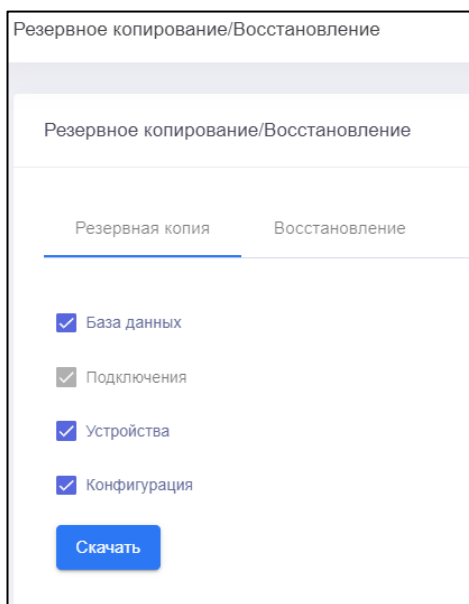 Резервное копирование/Восстановление
Резервное копирование/Восстановление
Резервная копия Восстановление
База данных
Подключения
Устройства
Конфигурация
Скачать